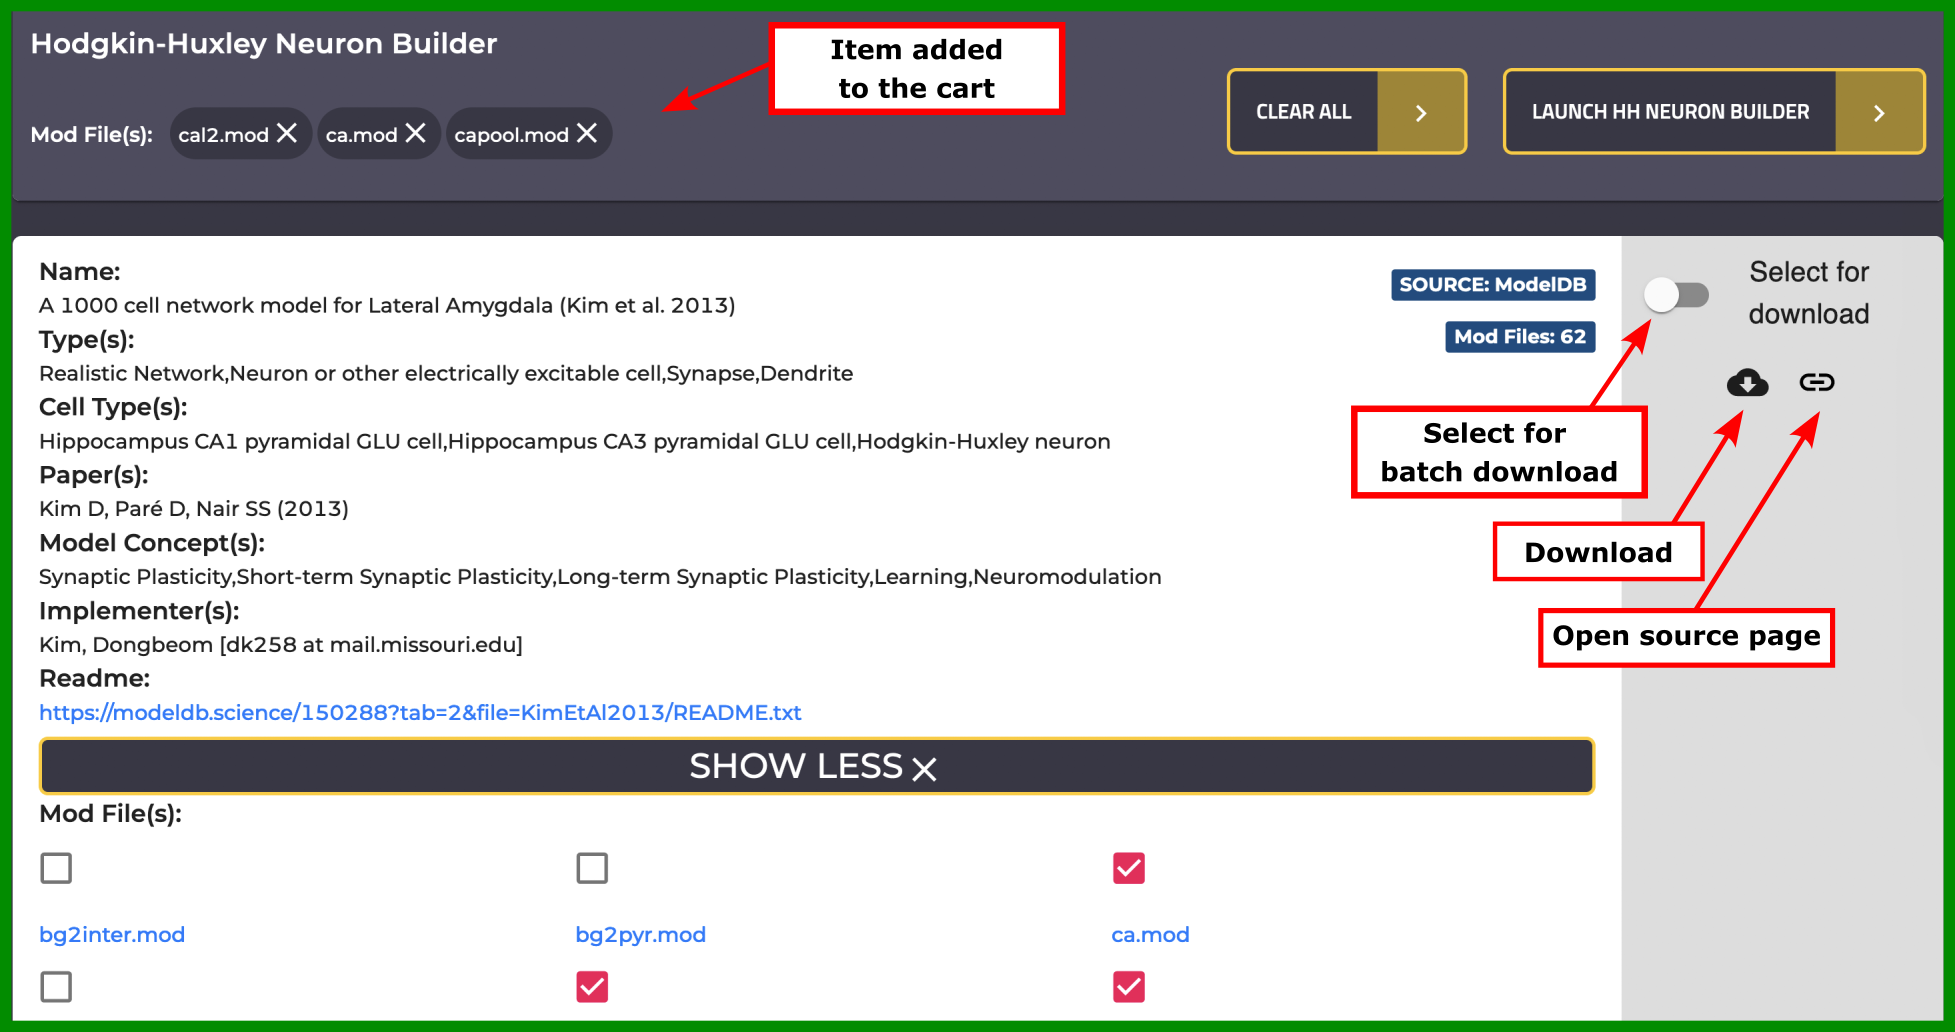 Hodgkin-Huxley Neuron Builder
Item added
to the cart
Mod File(s): cal2.mod ca.mod capool.mod
CLEAR ALL
LAUNCH HH NEURON BUILDER
Name:
A 1000 cell network model for Lateral Amygdala (Kim et al. 2013)
SOURCE: ModelDB
Mod Files: 62
Select for
download
Type(s):
Realistic Network,Neuron or other electrically excitable cell,Synapse,Dendrite
Cell Type(s):
Hippocampus CA1 pyramidal GLU cell,Hippocampus CA3 pyramidal GLU cell,Hodgkin-Huxley neuron
Select for
batch download
Paper(s):
Kim D, Paré D, Nair SS (2013)
Download
Model Concept(s):
Synaptic Plasticity,Short-term Synaptic Plasticity,Long-term Synaptic Plasticity,Learning,Neuromodulation
Open source page
Implementer(s):
Kim, Dongbeom [dk258 at mail.missouri.edu]
Readme:
https://modeldb.science/150288?tab=2&file=KimEtAl2013/README.txt
SHOW LESS
Mod File(s):
bg2inter.mod
bg2pyr.mod
ca.mod